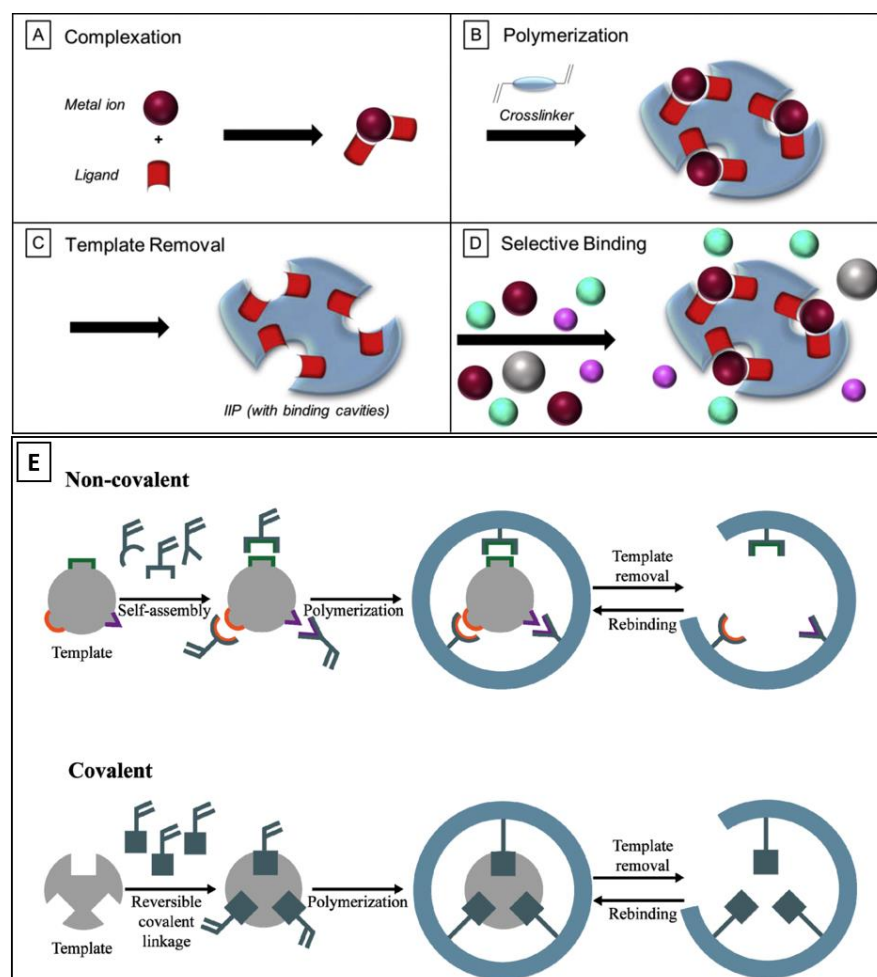 A Complexation
Metal ion
+
Ligand
B Polymerization
Crosslinker
C Template Removal
IIP (with binding cavities)
D Selective Binding
E
Non-covalent
Template
Self-assembly
Polymerization
Template
removal
Rebinding
Covalent
Template
Reversible
covalent
linkage
Polymerization
Template
removal
Rebinding